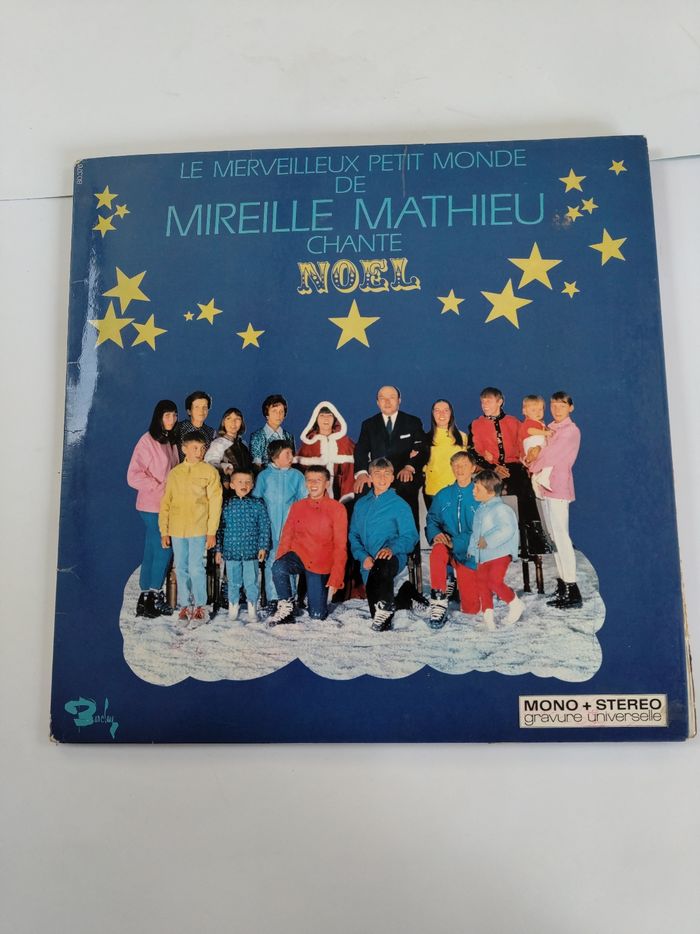 LE MERVEILLEUX PETIT MONDE
DE
MIREILLE MATHIEU
CHANTE
NOEL
Barclay
MONO + STEREO
gravure universelle